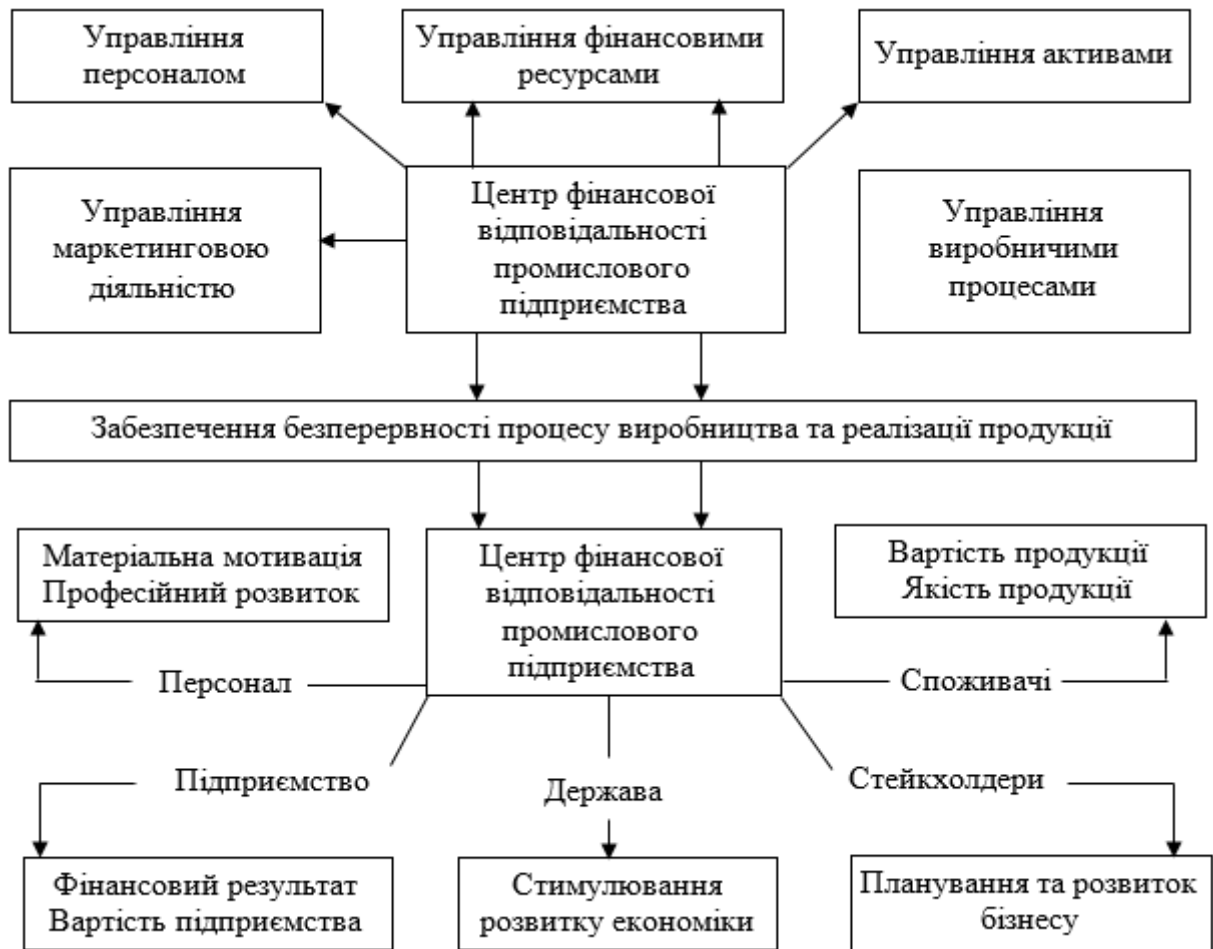 Управління
персоналом
Управління фінансовими
ресурсами
Управління активами
Управління
маркетинговою
діяльністю
Центр фінансової
відповідальності
промислового
підприємства
Управління
виробничими
процесами
Забезпечення безперервності процесу виробництва та реалізації продукції
Матеріальна мотивація
Професійний розвиток
Центр фінансової
відповідальності
промислового
підприємства
Вартість продукції
Якість продукції
Персонал
Споживачі
Підприємство
Держава
Стейкхолдери
Фінансовий результат
Вартість підприємства
Стимулювання
розвитку економіки
Планування та розвиток
бізнесу